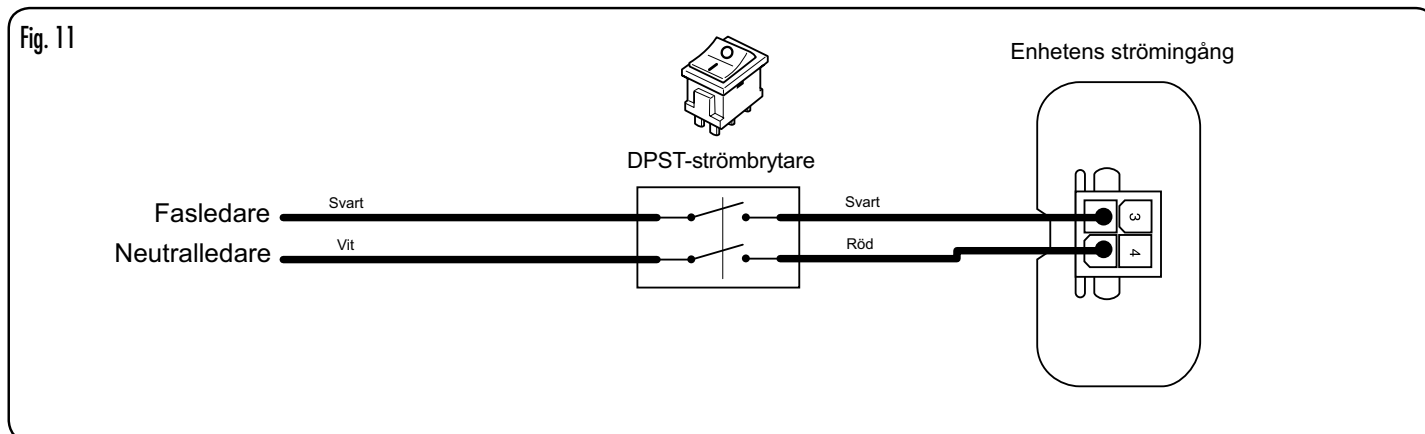 Fig. 11
Enhetens strömingång
DPST-strömbrytare
Fasledare
Svart
Svart
3
Neutralledare
Vit
Röd
4